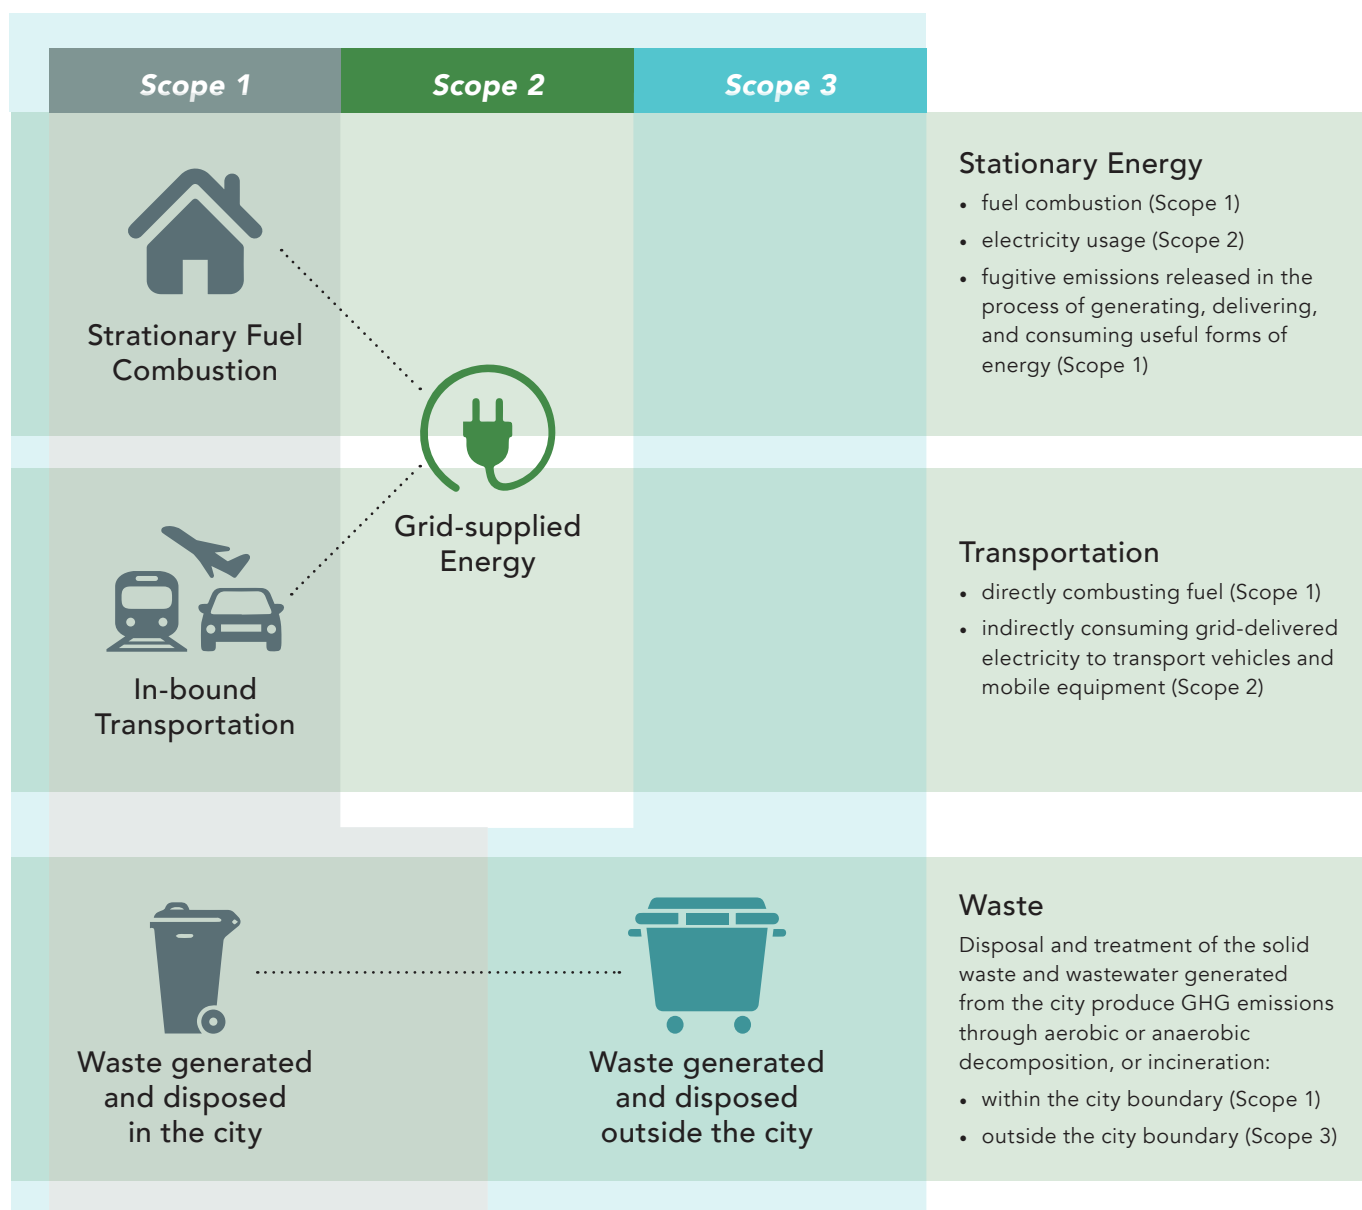 Scope 1
Scope 2
Scope 3
Strationary Fuel
Combustion
Grid-supplied
Energy
Stationary Energy
• fuel combustion (Scope 1)
• electricity usage (Scope 2)
• fugitive emissions released in the
process of generating, delivering,
and consuming useful forms of
energy (Scope 1)
In-bound
Transportation
Transportation
• directly combusting fuel (Scope 1)
• indirectly consuming grid-delivered
electricity to transport vehicles and
mobile equipment (Scope 2)
Waste generated
and disposed
in the city
Waste generated
and disposed
outside the city
Waste
Disposal and treatment of the solid
waste and wastewater generated
from the city produce GHG emissions
through aerobic or anaerobic
decomposition, or incineration:
• within the city boundary (Scope 1)
• outside the city boundary (Scope 3)